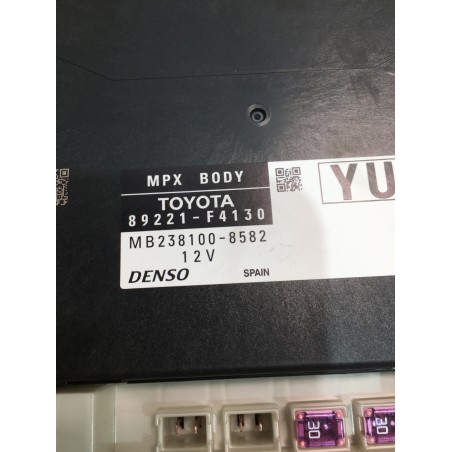 MPX BODY
TOYOTA
89221-F4130
MB238100-8582
12V
DENSO
SPAIN
YU
30
30